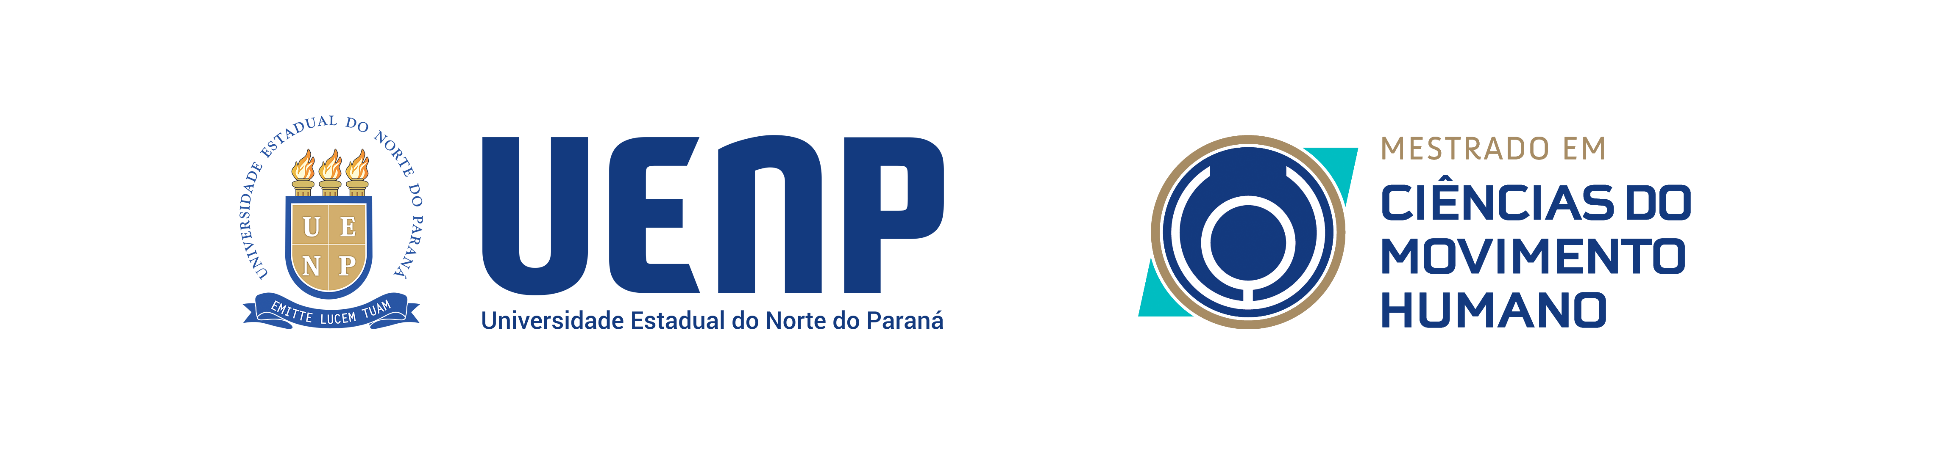 UNIVERSIDADE ESTADUAL DO NORTE DO PARANÁ
U E
N P
EMITTE LUCEM TUAM
UENP
Universidade Estadual do Norte do Paraná
MESTRADO EM
CIÊNCIAS DO
MOVIMENTO
HUMANO